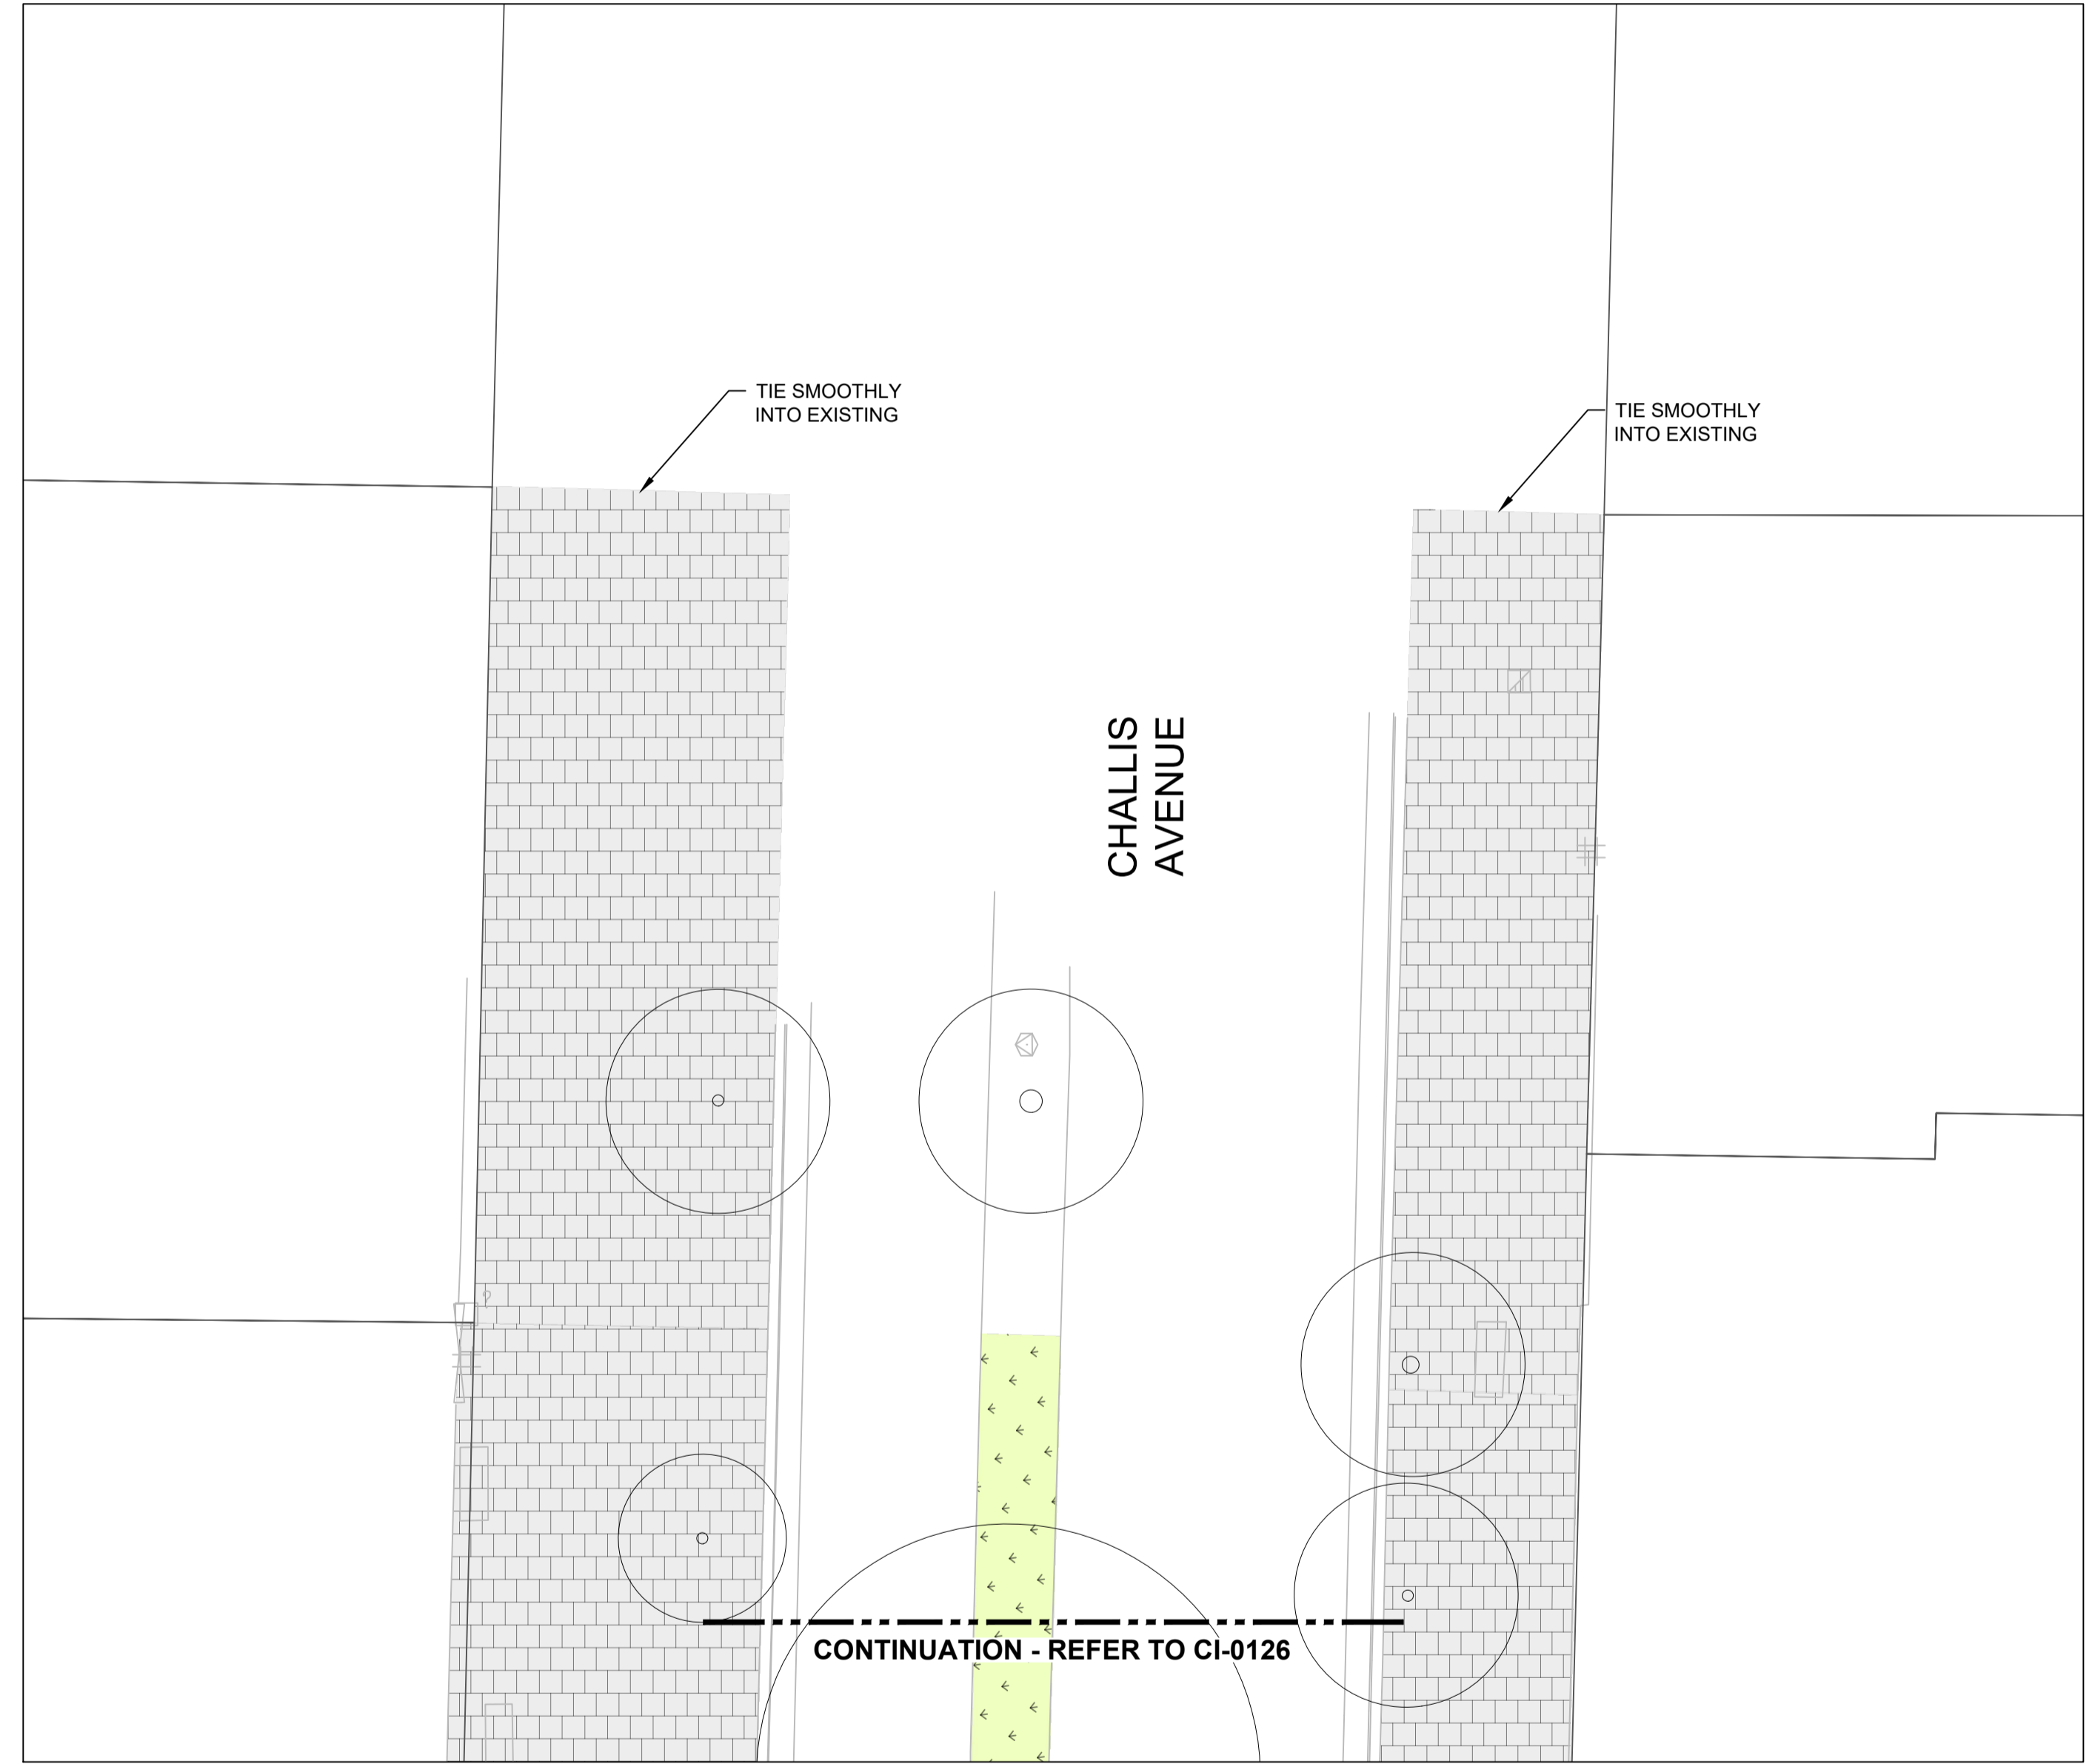 TIE SMOOTHLY
INTO EXISTING
TIE SMOOTHLY
INTO EXISTING
CHALLIS
AVENUE
?
CONTINUATION - REFER TO CI-0126